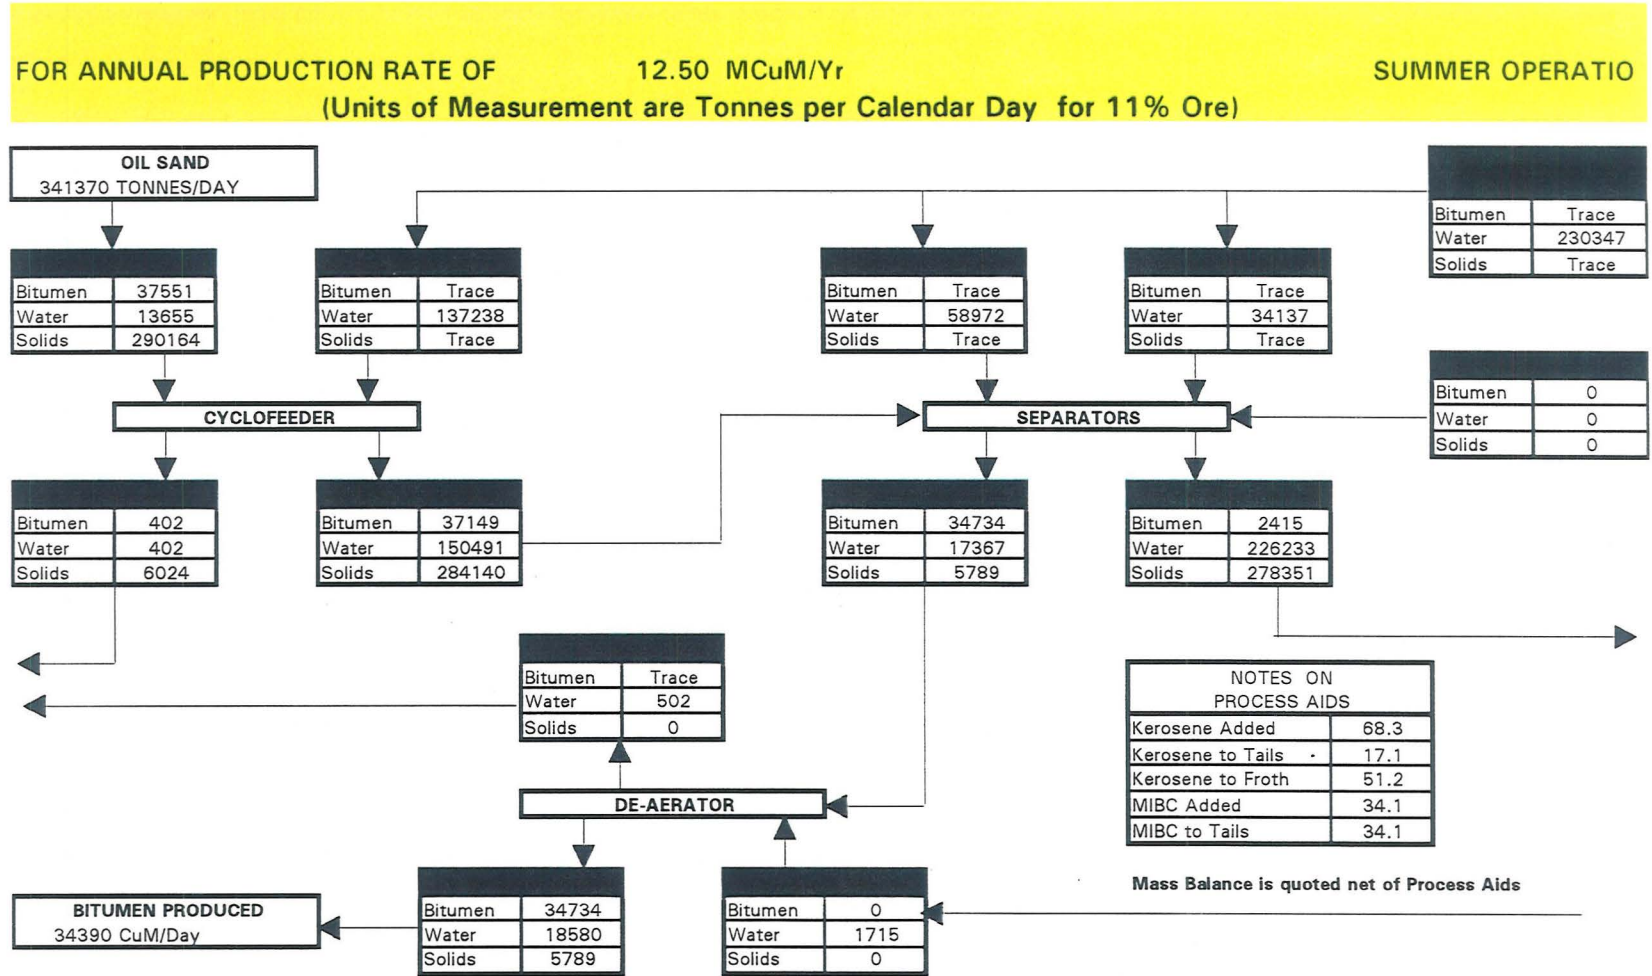 FOR ANNUAL PRODUCTION RATE OF 12.50 MCuM/Yr SUMMER OPERATIO
(Units of Measurement are Tonnes per Calendar Day for 11% Ore)
OIL SAND
341370 TONNES/DAY
Bitumen Trace
Water 230347
Solids Trace
Bitumen 37551
Water 13655
Solids 290164
Bitumen Trace
Water 137238
Solids Trace
Bitumen Trace
Water 58972
Solids Trace
Bitumen Trace
Water 34137
Solids Trace
Bitumen 0
Water 0
Solids 0
CYCLOFEEDER
SEPARATORS
Bitumen 402
Water 402
Solids 6024
Bitumen 37149
Water 150491
Solids 284140
Bitumen 34734
Water 17367
Solids 5789
Bitumen 2415
Water 226233
Solids 278351
Bitumen Trace
Water 502
Solids 0
NOTES ON
PROCESS AIDS
Kerosene Added 68.3
Kerosene to Tails 17.1
Kerosene to Froth 51.2
MIBC Added 34.1
MIBC to Tails 34.1
DE-AERATOR
Mass Balance is quoted net of Process Aids
BITUMEN PRODUCED
34390 CuM/Day
Bitumen 34734
Water 18580
Solids 5789
Bitumen 0
Water 1715
Solids 0